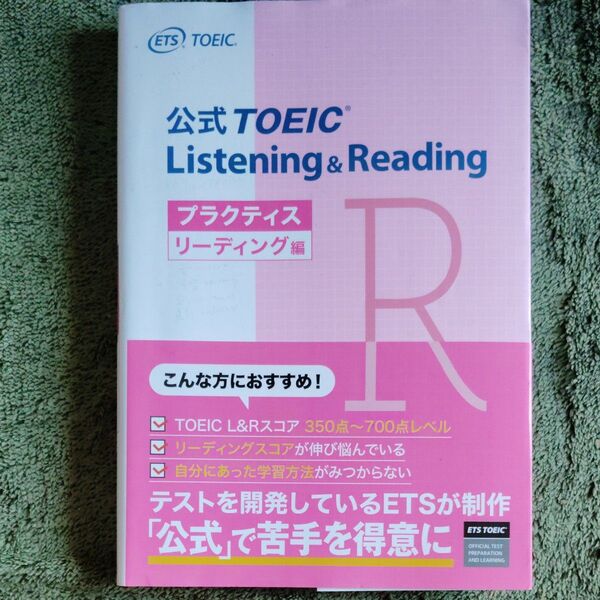 ETS TOEIC®
公式 TOEIC®
Listening & Reading
プラクティス
リーディング編
R
こんな方におすすめ!
TOEIC L&Rスコア 350点~700点レベル
リーディングスコアが伸び悩んでいる
自分にあった学習方法がみつからない
テストを開発しているETSが制作
「公式」で苦手を得意に
ETS TOEIC®
OFFICIAL TEST
PREPARATION
AND LEARNING